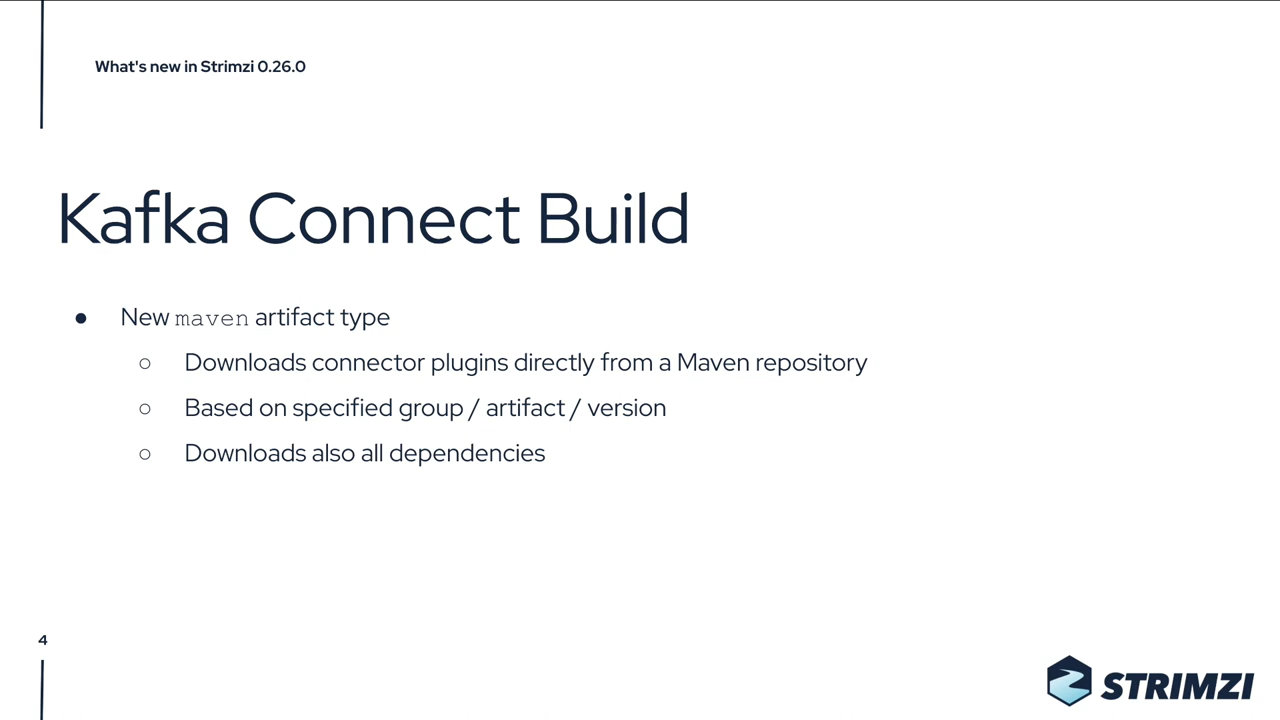 What's new in Strimzi 0.26.0
Kafka Connect Build
● New maven artifact type
○ Downloads connector plugins directly from a Maven repository
○ Based on specified group / artifact / version
○ Downloads also all dependencies
4
STRIMZI